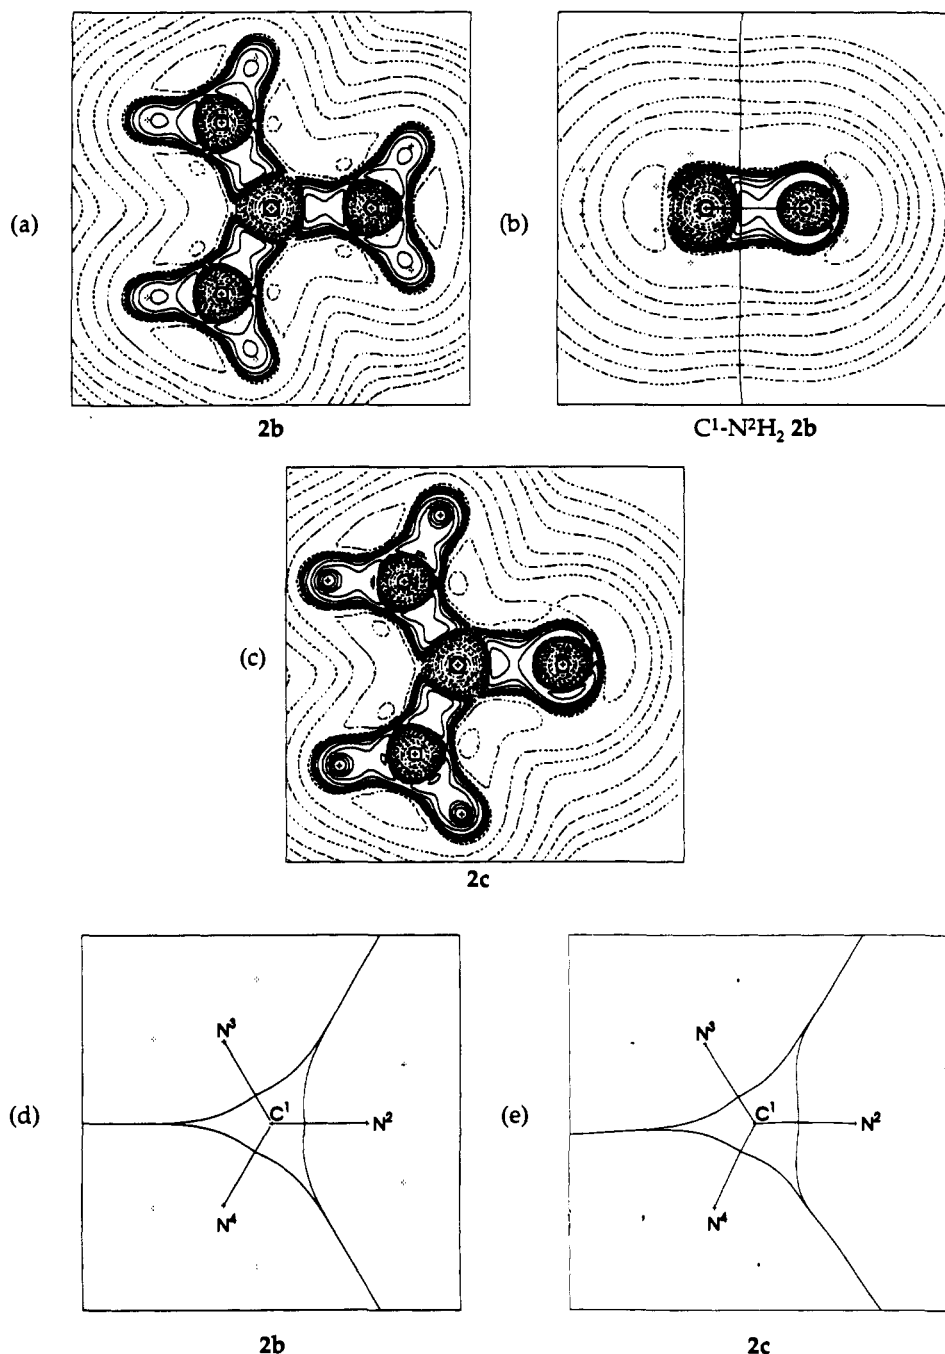 (a)
(b)
2b
C¹-N²H₂ 2b
(c)
2c
(d)
N³
C¹
N²
N⁴
2b
(e)
N³
C¹
N²
N⁴
2c